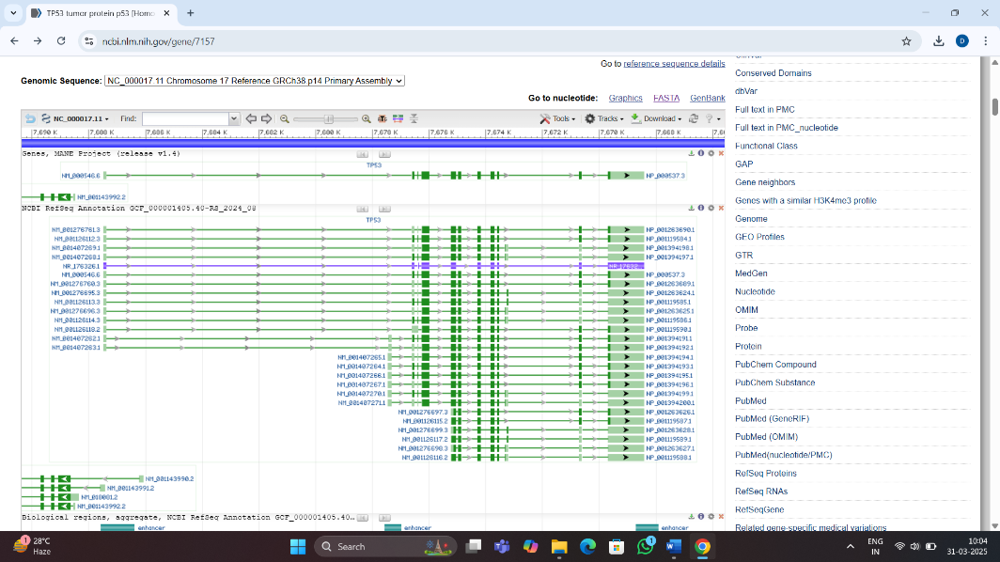 TP53 tumor protein p53 [Homo
ncbi.nlm.nih.gov/gene/7157
D
Go to reference sequence details
Genomic Sequence: NC_000017.11 Chromosome 17 Reference GRCh38.p14 Primary Assembly
Go to nucleotide: Graphics FASTA GenBank
NC_000017.11 Find: Tools Tracks Download ?
7,690 K 7,688 K 7,686 K 7,684 K 7,682 K 7,680 K 7,678 K 7,676 K 7,674 K 7,672 K 7,670 K 7,668 K
Genes, MANE Project (release v1.4)
TP53
NM_000546.6 NP_000537.3
NM_001143992.2
NCBI RefSeq Annotation GCF_000001405.40-RS_2024_08
TP53
NM_001276761.3 NP_001263690.1
NM_001126112.3 NP_001119584.1
NM_001407269.1 NP_001394198.1
NM_001407268.1 NP_001394197.1
NR_176326.1
NM_000546.6 NP_000537.3
NM_001276760.3 NP_001263689.1
NM_001276695.3 NP_001263624.1
NM_001126113.3 NP_001119585.1
NM_001276696.3 NP_001263625.1
NM_001126114.3 NP_001119586.1
NM_001126118.2 NP_001119590.1
NM_001407262.1 NP_001394191.1
NM_001407263.1 NP_001394192.1
NM_001407265.1 NP_001394194.1
NM_001407264.1 NP_001394193.1
NM_001407266.1 NP_001394195.1
NM_001407267.1 NP_001394196.1
NM_001407270.1 NP_001394199.1
NM_001407271.1 NP_001394200.1
NM_001276697.3 NP_001263626.1
NM_001126115.2 NP_001119587.1
NM_001276699.3 NP_001263628.1
NM_001126117.2 NP_001119589.1
NM_001276698.3 NP_001263627.1
NM_001126116.2 NP_001119588.1
NM_001143990.2
NM_001143991.2
NM_018081.2
NM_001143992.2
Biological regions, aggregate, NCBI RefSeq Annotation GCF_000001405.40...
enhancer enhancer enhancer
Conserved Domains
dbVar
Full text in PMC
Full text in PMC_nucleotide
Functional Class
GAP
Gene neighbors
Genes with a similar H3K4me3 profile
Genome
GEO Profiles
GTR
MedGen
Nucleotide
OMIM
Probe
Protein
PubChem Compound
PubChem Substance
PubMed
PubMed (GeneRIF)
PubMed (OMIM)
PubMed(nucleotide/PMC)
RefSeq Proteins
RefSeq RNAs
RefSeqGene
Related gene-specific medical variations
1
28°C
Haze
Search
1
ENG
IN
10:04
31-03-2025